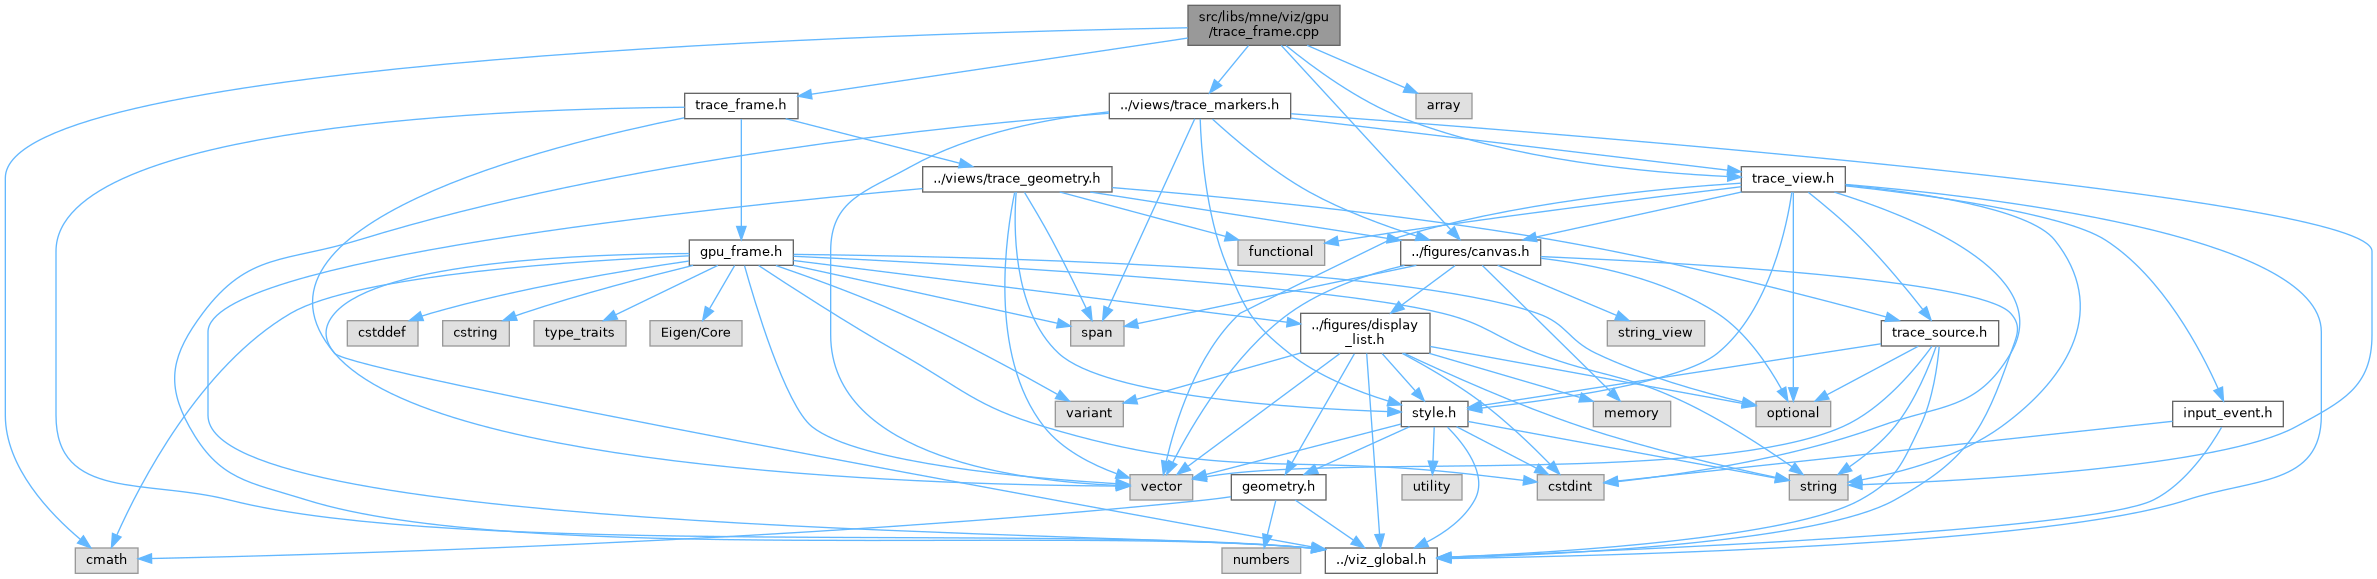 src/libs/mne/viz/gpu
/trace_frame.cpp
trace_frame.h
../views/trace_markers.h
array
../views/trace_geometry.h
trace_view.h
gpu_frame.h
functional
../figures/canvas.h
cstddef
cstring
type_traits
Eigen/Core
span
../figures/display
_list.h
string_view
trace_source.h
variant
style.h
memory
optional
input_event.h
vector
geometry.h
utility
cstdint
string
cmath
numbers
../viz_global.h